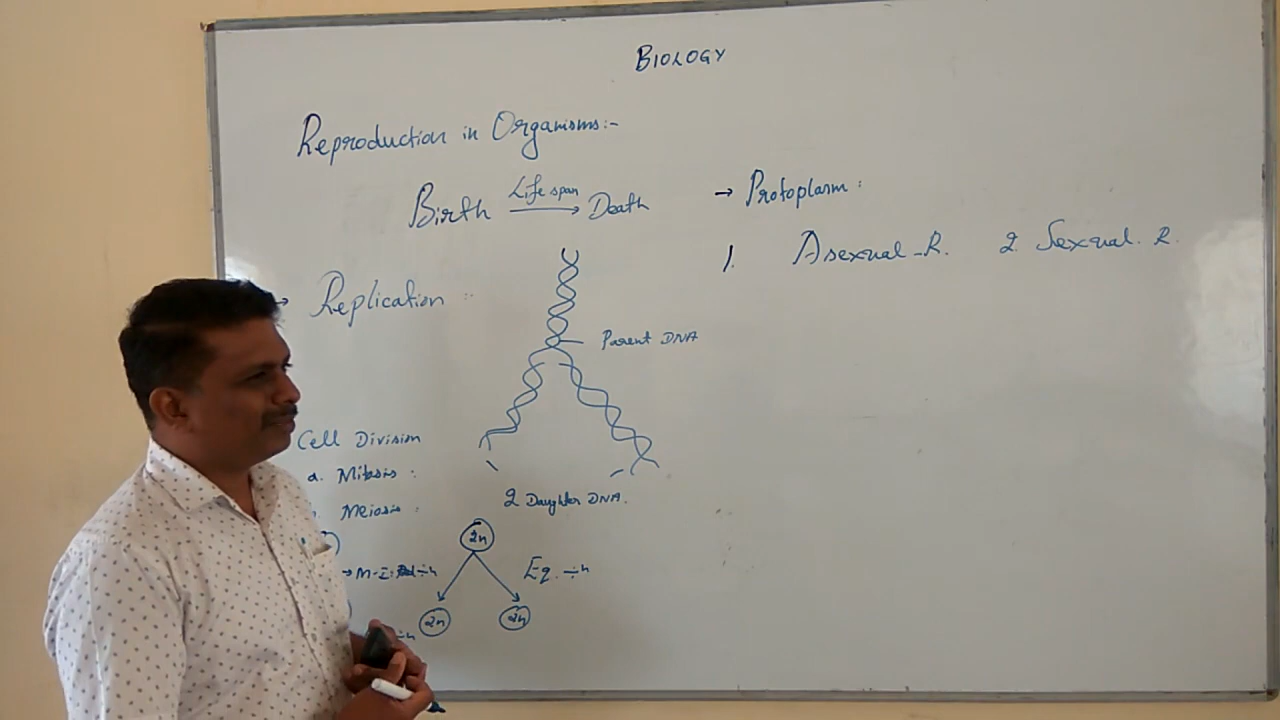 BIOLOGY
Reproduction in Organisms:-
Birth Life span → Death
→ Replication :
Parent DNA
2 Daughter DNA.
Cell Division
a. Mitosis :
Meiosis :
2n
→ M-I:
Eq. ÷n
2n 2n
→ Protoplasm :
1. Asexual - R. 2. Sexual. R.